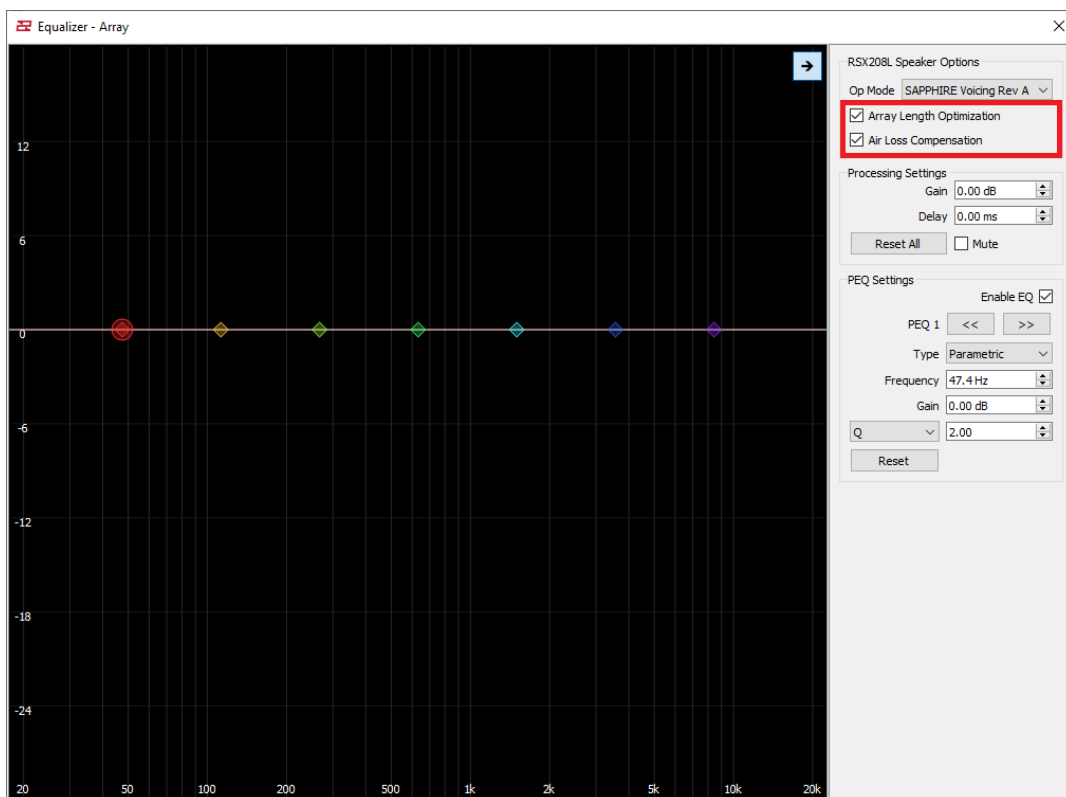 Equalizer - Array
RSX208L Speaker Options
Op Mode SAPPHIRE Voicing Rev A
Array Length Optimization
Air Loss Compensation
Processing Settings
Gain 0.00 dB
Delay 0.00 ms
Reset All Mute
PEQ Settings
Enable EQ
PEQ 1 << >>
Type Parametric
Frequency 47.4 Hz
Gain 0.00 dB
Q 2.00
Reset
12
6
0
-6
-12
-18
-24
20 50 100 200 500 1k 2k 5k 10k 20k